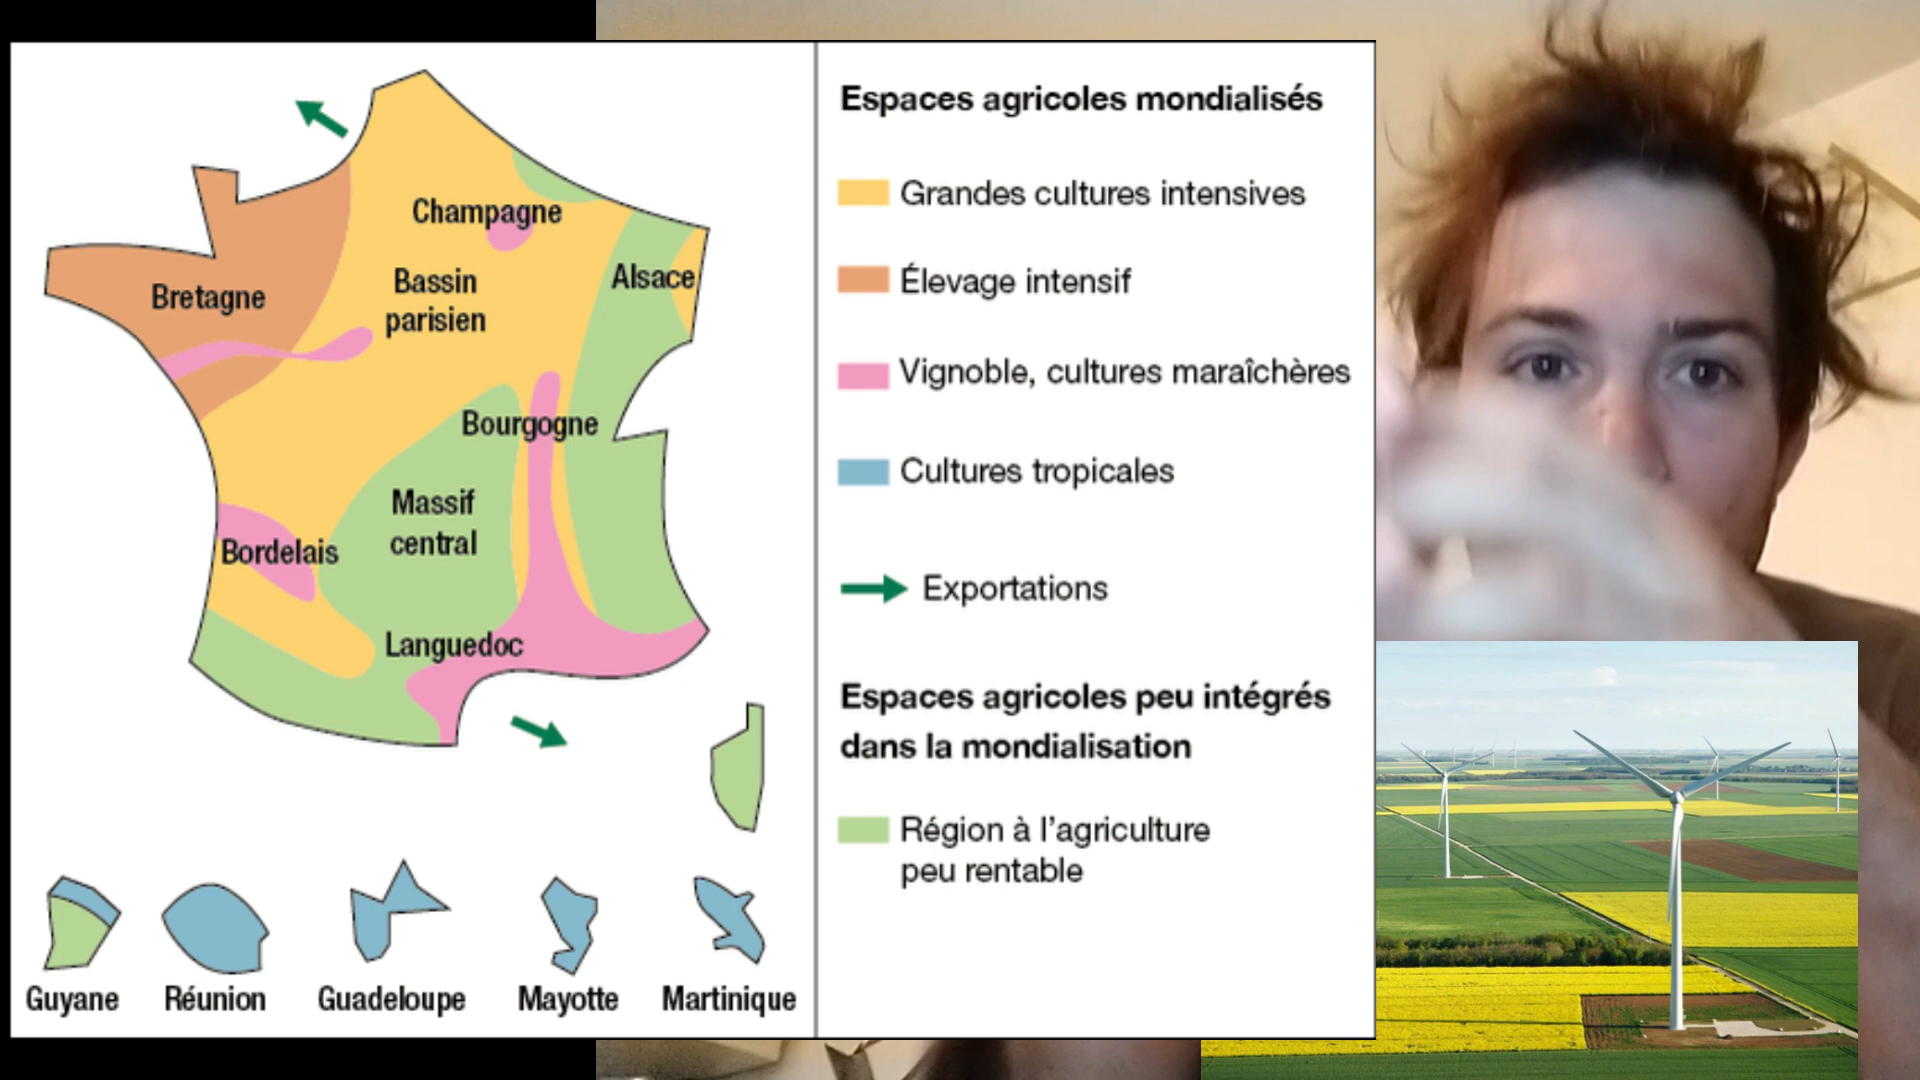 Champagne
Bretagne
Bassin
parisien
Alsace
Bourgogne
Massif
central
Bordelais
Languedoc
Guyane
Réunion
Guadeloupe
Mayotte
Martinique
Espaces agricoles mondialisés
Grandes cultures intensives
Élevage intensif
Vignoble, cultures maraîchères
Cultures tropicales
Exportations
Espaces agricoles peu intégrés
dans la mondialisation
Région à l'agriculture
peu rentable